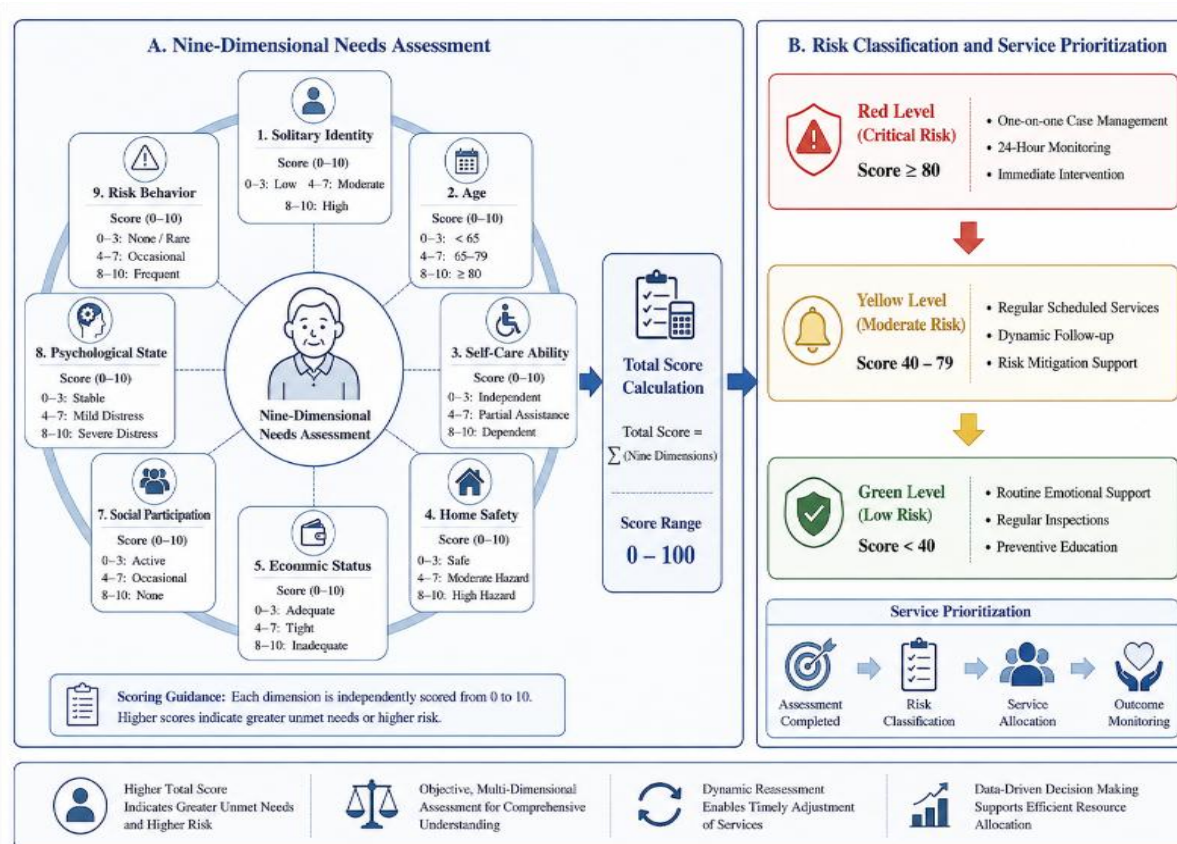 A. Nine-Dimensional Needs Assessment
1. Solitary Identity
Score (0–10)
0–3: Low 4–7: Moderate
8–10: High
2. Age
Score (0–10)
0–3: < 65
4–7: 65–79
8–10: ≥ 80
3. Self-Care Ability
Score (0–10)
0–3: Independent
4–7: Partial Assistance
8–10: Dependent
4. Home Safety
Score (0–10)
0–3: Safe
4–7: Moderate Hazard
8–10: High Hazard
5. Econmic Status
Score (0–10)
0–3: Adequate
4–7: Tight
8–10: Inadequate
7. Social Participation
Score (0–10)
0–3: Active
4–7: Occasional
8–10: None
8. Psychological State
Score (0–10)
0–3: Stable
4–7: Mild Distress
8–10: Severe Distress
9. Risk Behavior
Score (0–10)
0–3: None / Rare
4–7: Occasional
8–10: Frequent
Nine-Dimensional
Needs Assessment
Scoring Guidance: Each dimension is independently scored from 0 to 10.
Higher scores indicate greater unmet needs or higher risk.
Total Score
Calculation
Total Score =
∑ (Nine Dimensions)
Score Range
0 – 100
B. Risk Classification and Service Prioritization
Red Level
(Critical Risk)
Score ≥ 80
• One-on-one Case Management
• 24-Hour Monitoring
• Immediate Intervention
Yellow Level
(Moderate Risk)
Score 40 – 79
• Regular Scheduled Services
• Dynamic Follow-up
• Risk Mitigation Support
Green Level
(Low Risk)
Score < 40
• Routine Emotional Support
• Regular Inspections
• Preventive Education
Service Prioritization
Assessment
Completed
Risk
Classification
Service
Allocation
Outcome
Monitoring
Higher Total Score
Indicates Greater Unmet Needs
and Higher Risk
Objective, Multi-Dimensional
Assessment for Comprehensive
Understanding
Dynamic Reassessment
Enables Timely Adjustment
of Services
Data-Driven Decision Making
Supports Efficient Resource
Allocation